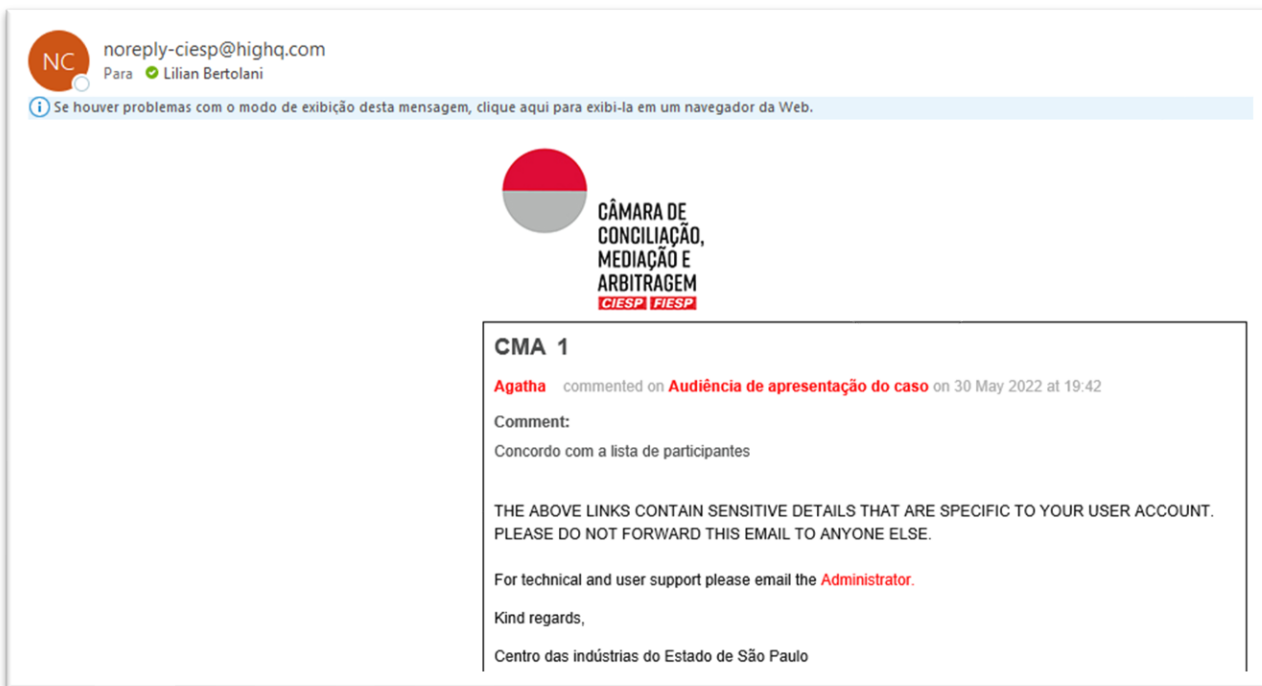 NC
noreply-ciesp@highq.com
Para Lilian Bertolani
Se houver problemas com o modo de exibição desta mensagem, clique aqui para exibi-la em um navegador da Web.
CÂMARA DE
CONCILIAÇÃO,
MEDIAÇÃO E
ARBITRAGEM
CIESP FIESP
CMA 1
Agatha commented on Audiência de apresentação do caso on 30 May 2022 at 19:42
Comment:
Concordo com a lista de participantes
THE ABOVE LINKS CONTAIN SENSITIVE DETAILS THAT ARE SPECIFIC TO YOUR USER ACCOUNT.
PLEASE DO NOT FORWARD THIS EMAIL TO ANYONE ELSE.
For technical and user support please email the Administrator.
Kind regards,
Centro das indústrias do Estado de São Paulo